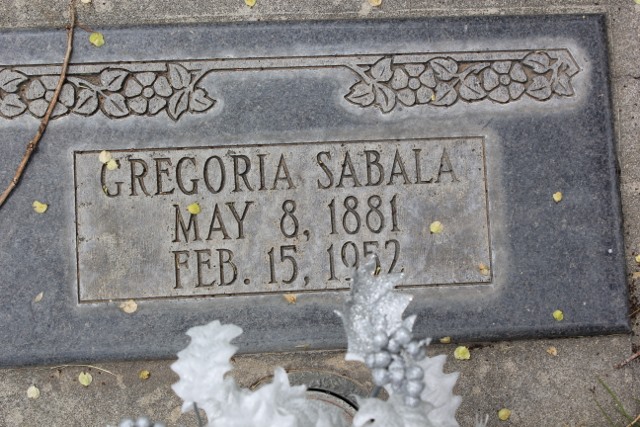 GREGORIA SABALA
MAY 8, 1881
FEB. 15, 1952